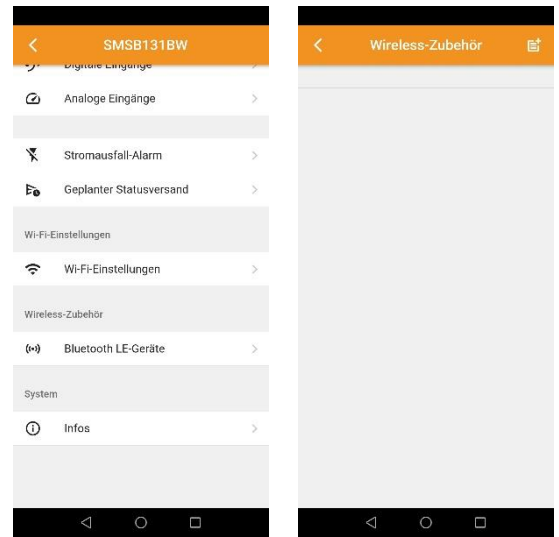 SMSB131BW
Digitale Eingänge
Analoge Eingänge
Stromausfall-Alarm
Geplanter Statusversand
Wi-Fi-Einstellungen
Wi-Fi-Einstellungen
Wireless-Zubehör
Bluetooth LE-Geräte
System
Infos
Wireless-Zubehör